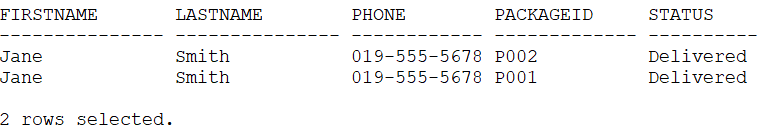 FIRSTNAME       LASTNAME        PHONE        PACKAGEID     STATUS
--------------- --------------- ------------ ------------- ----------
Jane            Smith           019-555-5678 P002          Delivered
Jane            Smith           019-555-5678 P001          Delivered

2 rows selected.